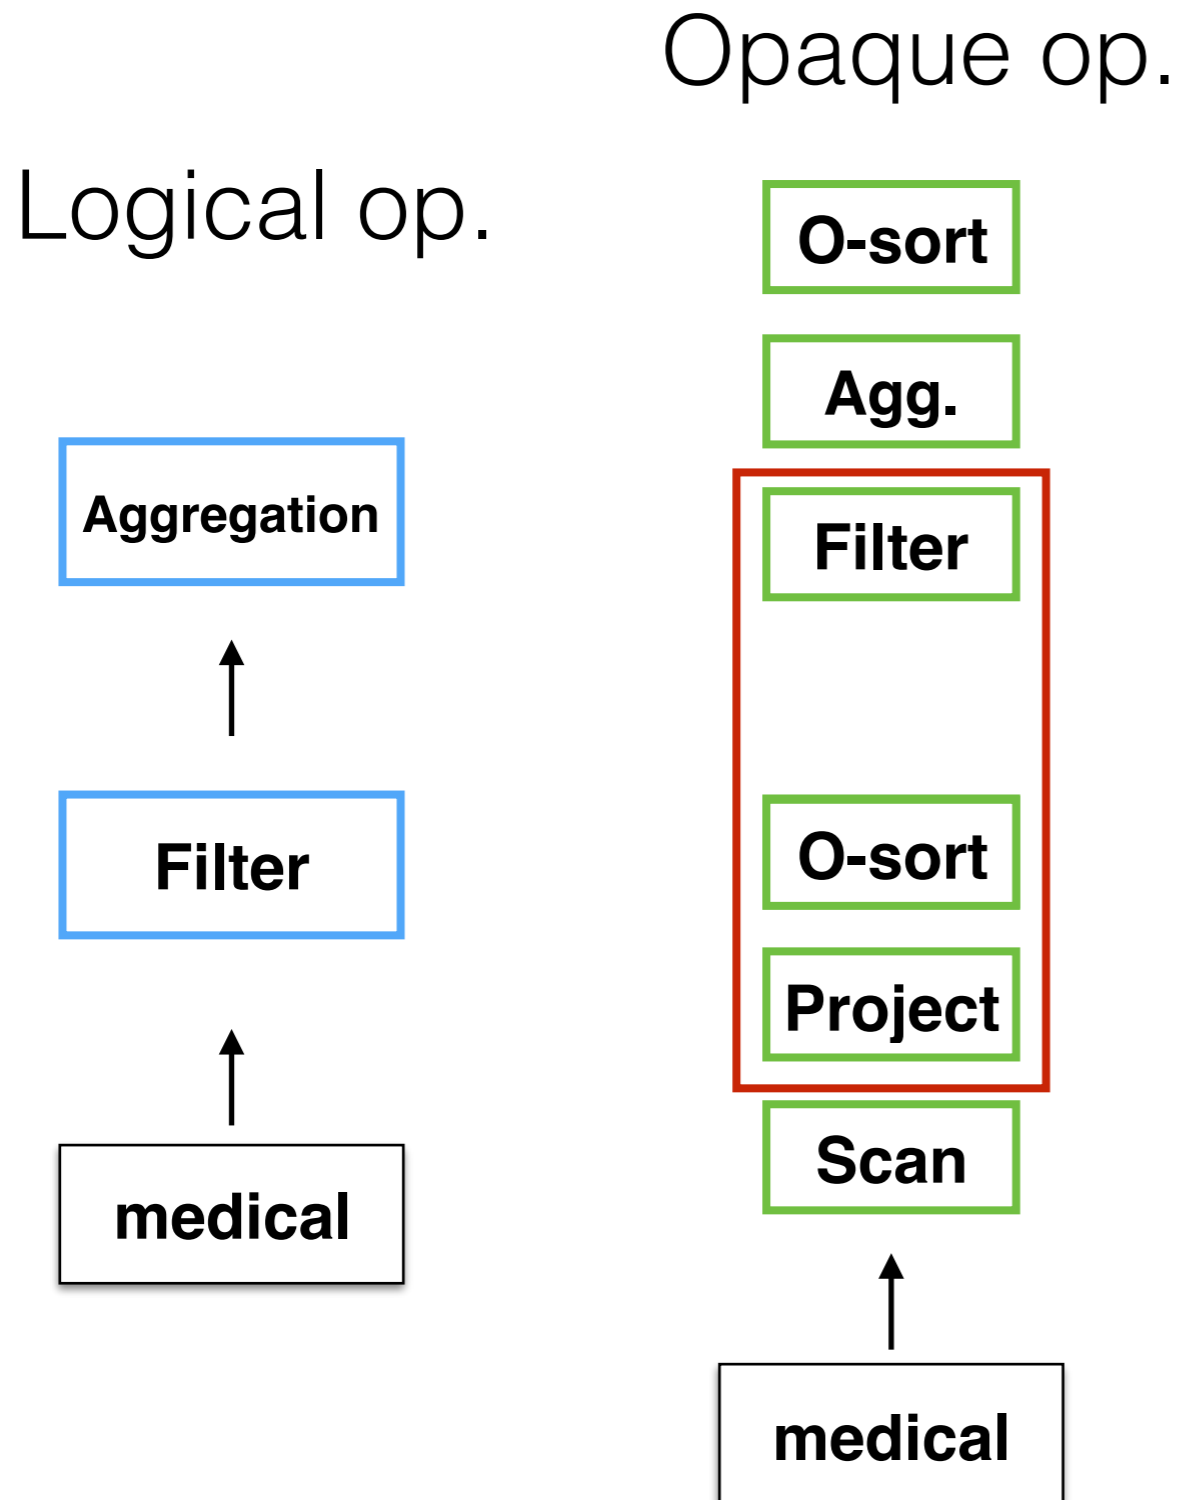 Logical op.
Aggregation
Filter
medical
Opaque op.
O-sort
Agg.
Filter
O-sort
Project
Scan
medical